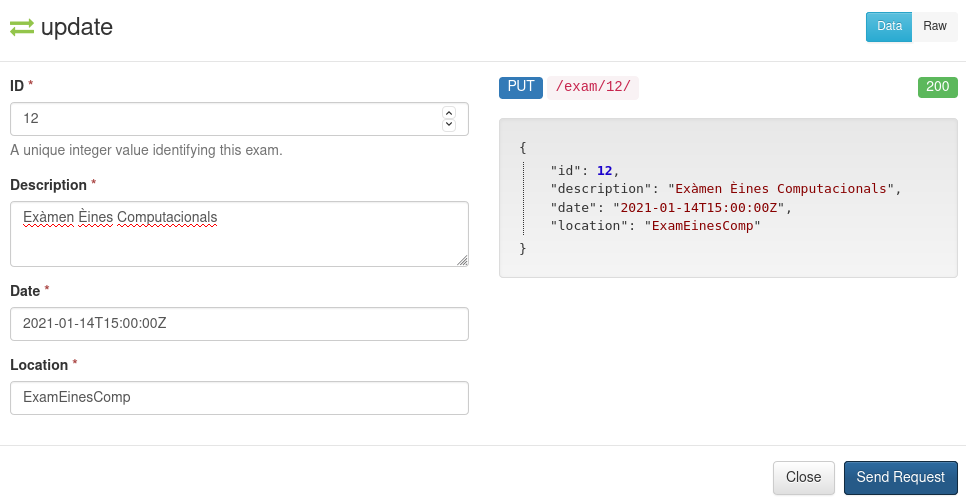 update
Data
Raw
ID *
12
A unique integer value identifying this exam.
Description *
Exàmen Èines Computacionals
Date *
2021-01-14T15:00:00Z
Location *
ExamEinesComp
PUT /exam/12/
200
{
"id": 12,
"description": "Exàmen Èines Computacionals",
"date": "2021-01-14T15:00:00Z",
"location": "ExamEinesComp"
}
Close
Send Request